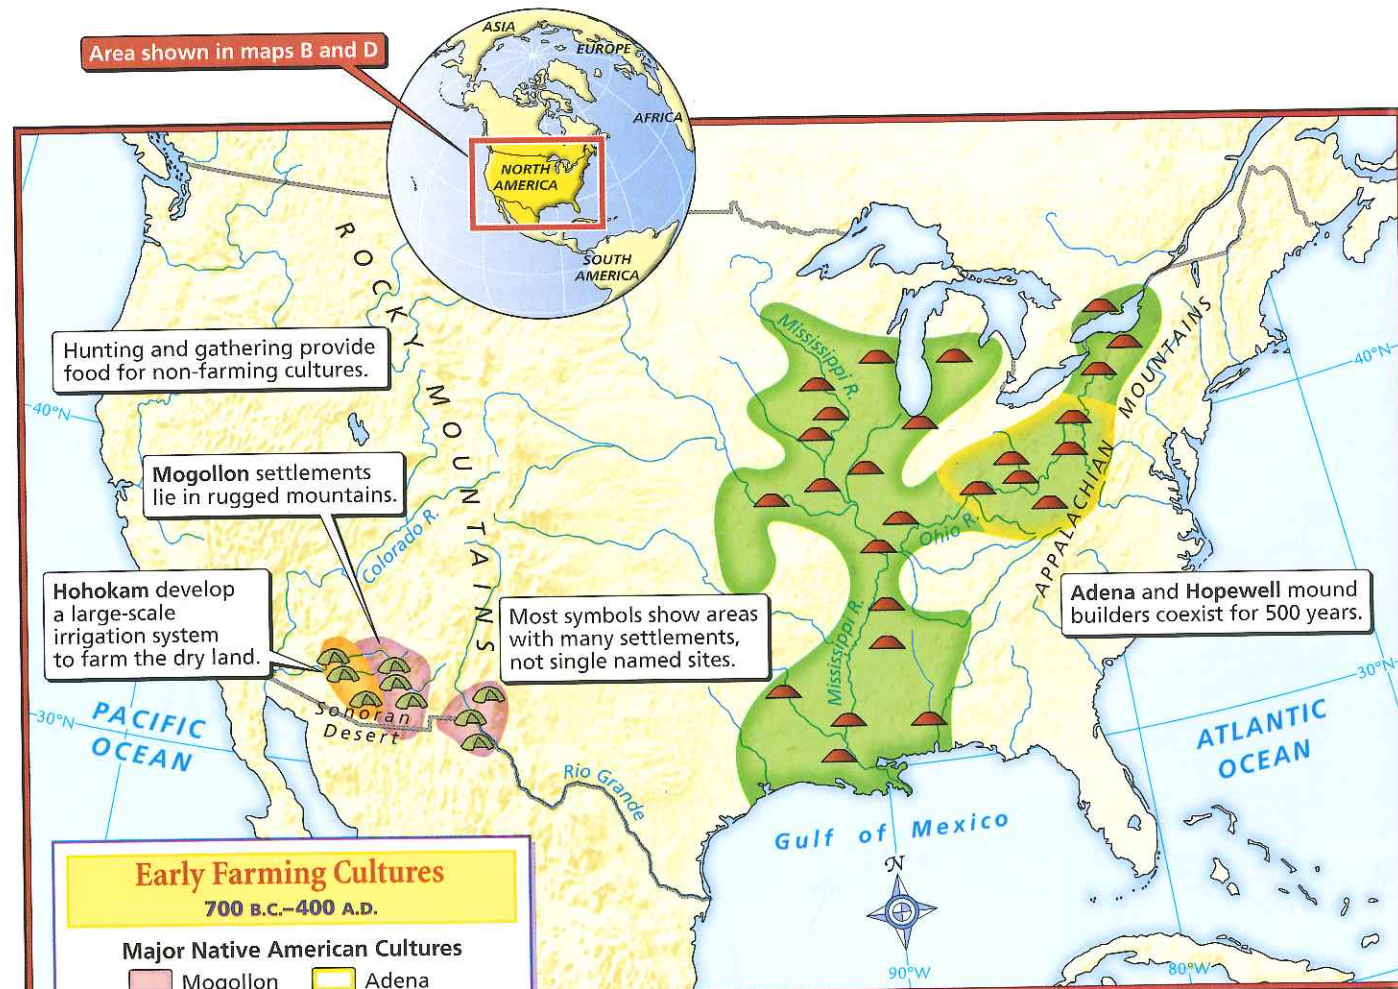 Area shown in maps B and D
ASIA
EUROPE
AFRICA
NORTH
AMERICA
SOUTH
AMERICA
ROCKY MOUNTAINS
Hunting and gathering provide
food for non-farming cultures.
40°N
40°N
Mississippi R.
APPALACHIAN MOUNTAINS
Mogollon settlements
lie in rugged mountains.
Colorado R.
Ohio R.
Hohokam develop
a large-scale
irrigation system
to farm the dry land.
Most symbols show areas
with many settlements,
not single named sites.
Adena and Hopewell mound
builders coexist for 500 years.
Mississippi R.
30°N
30°N
PACIFIC
OCEAN
Sonoran
Desert
Rio Grande
ATLANTIC
OCEAN
Gulf of Mexico
N
90°W
80°W
Early Farming Cultures
700 B.C.–400 A.D.
Major Native American Cultures
Mogollon
Adena